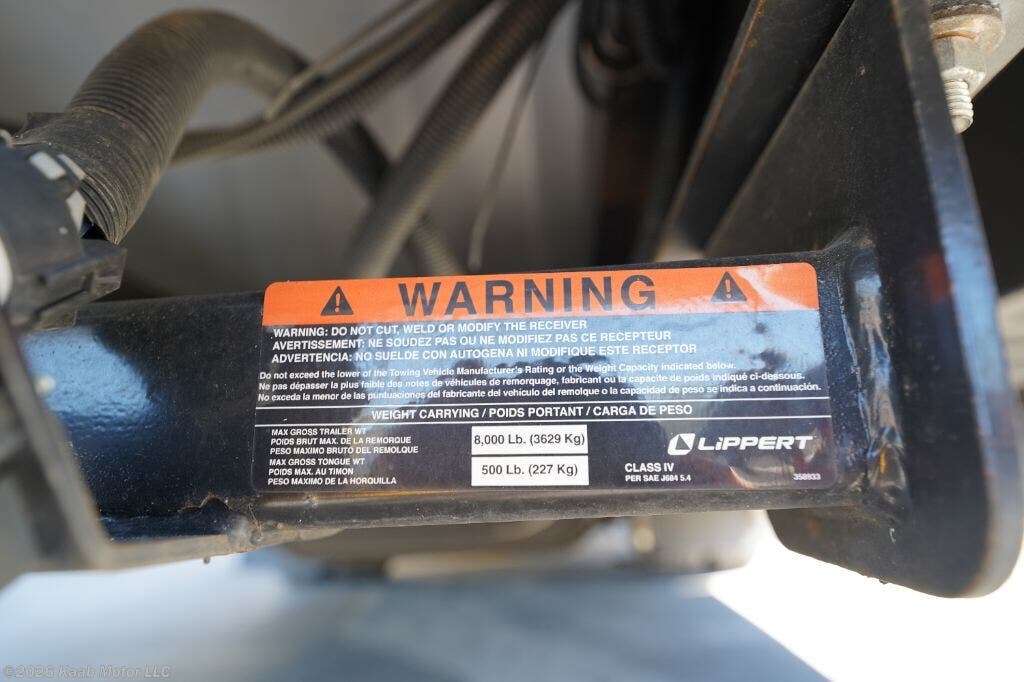 WARNING
WARNING: DO NOT CUT, WELD OR MODIFY THE RECEIVER
AVERTISSEMENT: NE SOUDEZ PAS OU NE MODIFIEZ PAS CE RECEPTEUR
ADVERTENCIA: NO SUELDE CON AUTOGENA NI MODIFIQUE ESTE RECEPTOR
Do not exceed the lower of the Towing Vehicle Manufacturer's Rating or the Weight Capacity indicated below.
Ne pas dépasser la plus faible des notes de véhicules de remorquage, fabricant ou la capacite de poids indiqué ci-dessous.
No exceda la menor de las puntuaciones del fabricante del vehículo del remolque o la capacidad de peso se indica a continuación.
WEIGHT CARRYING / POIDS PORTANT / CARGA DE PESO
MAX GROSS TRAILER WT
POIDS BRUT MAX. DE LA REMORQUE
PESO MAXIMO BRUTO DEL REMOLQUE
8,000 Lb. (3629 Kg)
MAX GROSS TONGUE WT
POIDS MAX. AU TIMON
PESO MAXIMO DE LA HORQUILLA
500 Lb. (227 Kg)
LIPPERT
CLASS IV
PER SAE J684 5.4
358933
©2026 Kaab Motor LLC